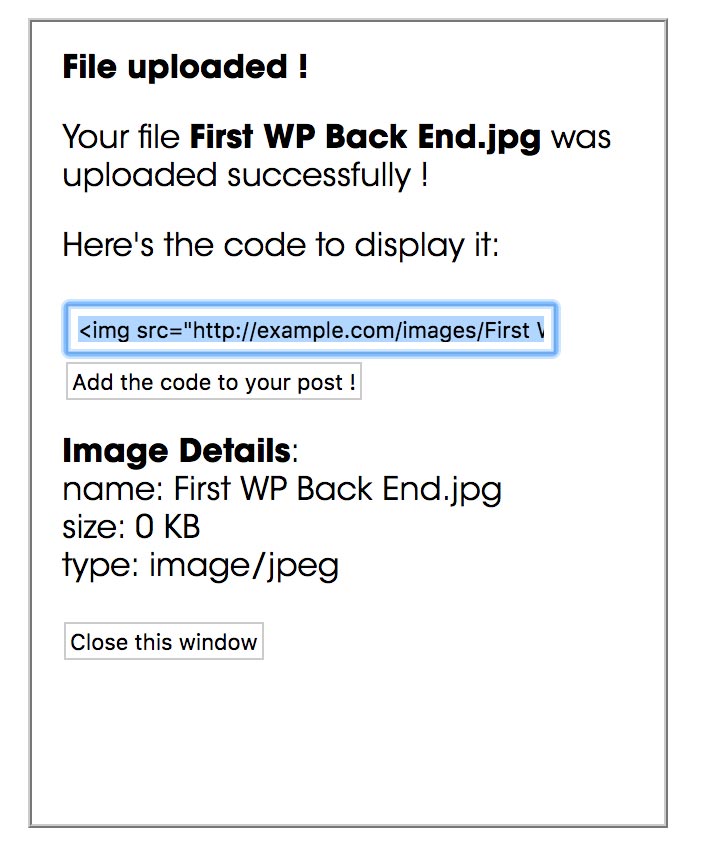 File uploaded !
Your file First WP Back End.jpg was
uploaded successfully !
Here's the code to display it:
<img src="http://example.com/images/First
Add the code to your post !
Image Details:
name: First WP Back End.jpg
size: 0 KB
type: image/jpeg
Close this window